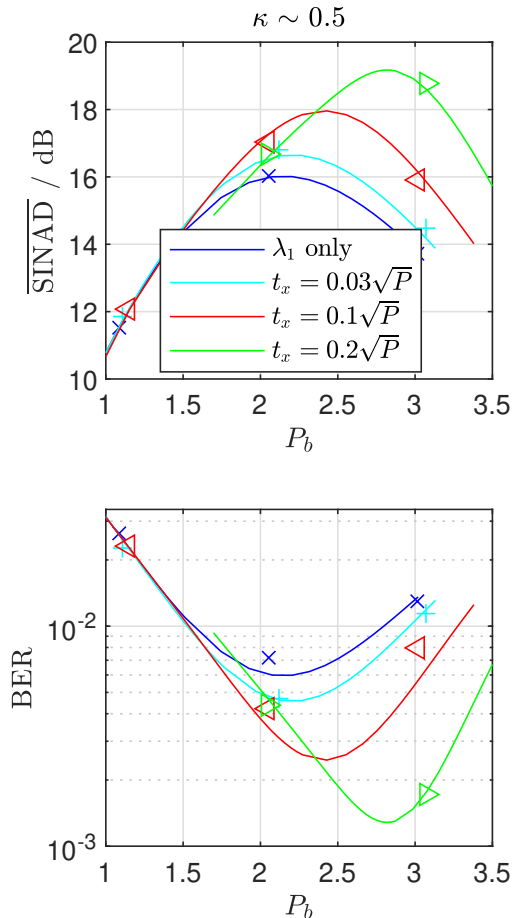 κ ∼ 0.5
20
18
16
14
12
10
SINAD / dB
λ₁ only
tₓ = 0.03√P
tₓ = 0.1√P
tₓ = 0.2√P
1 1.5 2 2.5 3 3.5
P_b
10⁻²
10⁻³
BER
1 1.5 2 2.5 3 3.5
P_b